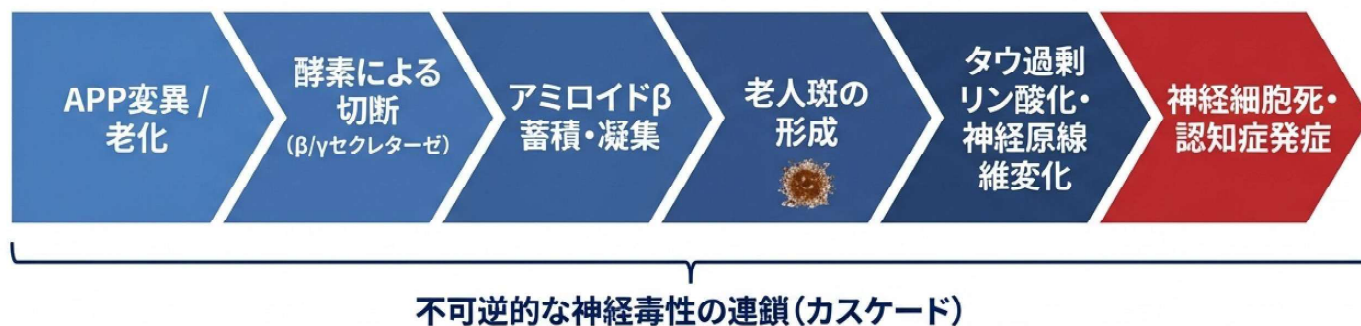 APP変異 /
老化
酵素による
切断
(β/γセクレターゼ)
アミロイドβ
蓄積・凝集
老人斑の
形成
タウ過剰
リン酸化・
神経原線
維変化
神経細胞死・
認知症発症
不可逆的な神経毒性の連鎖（カスケード）